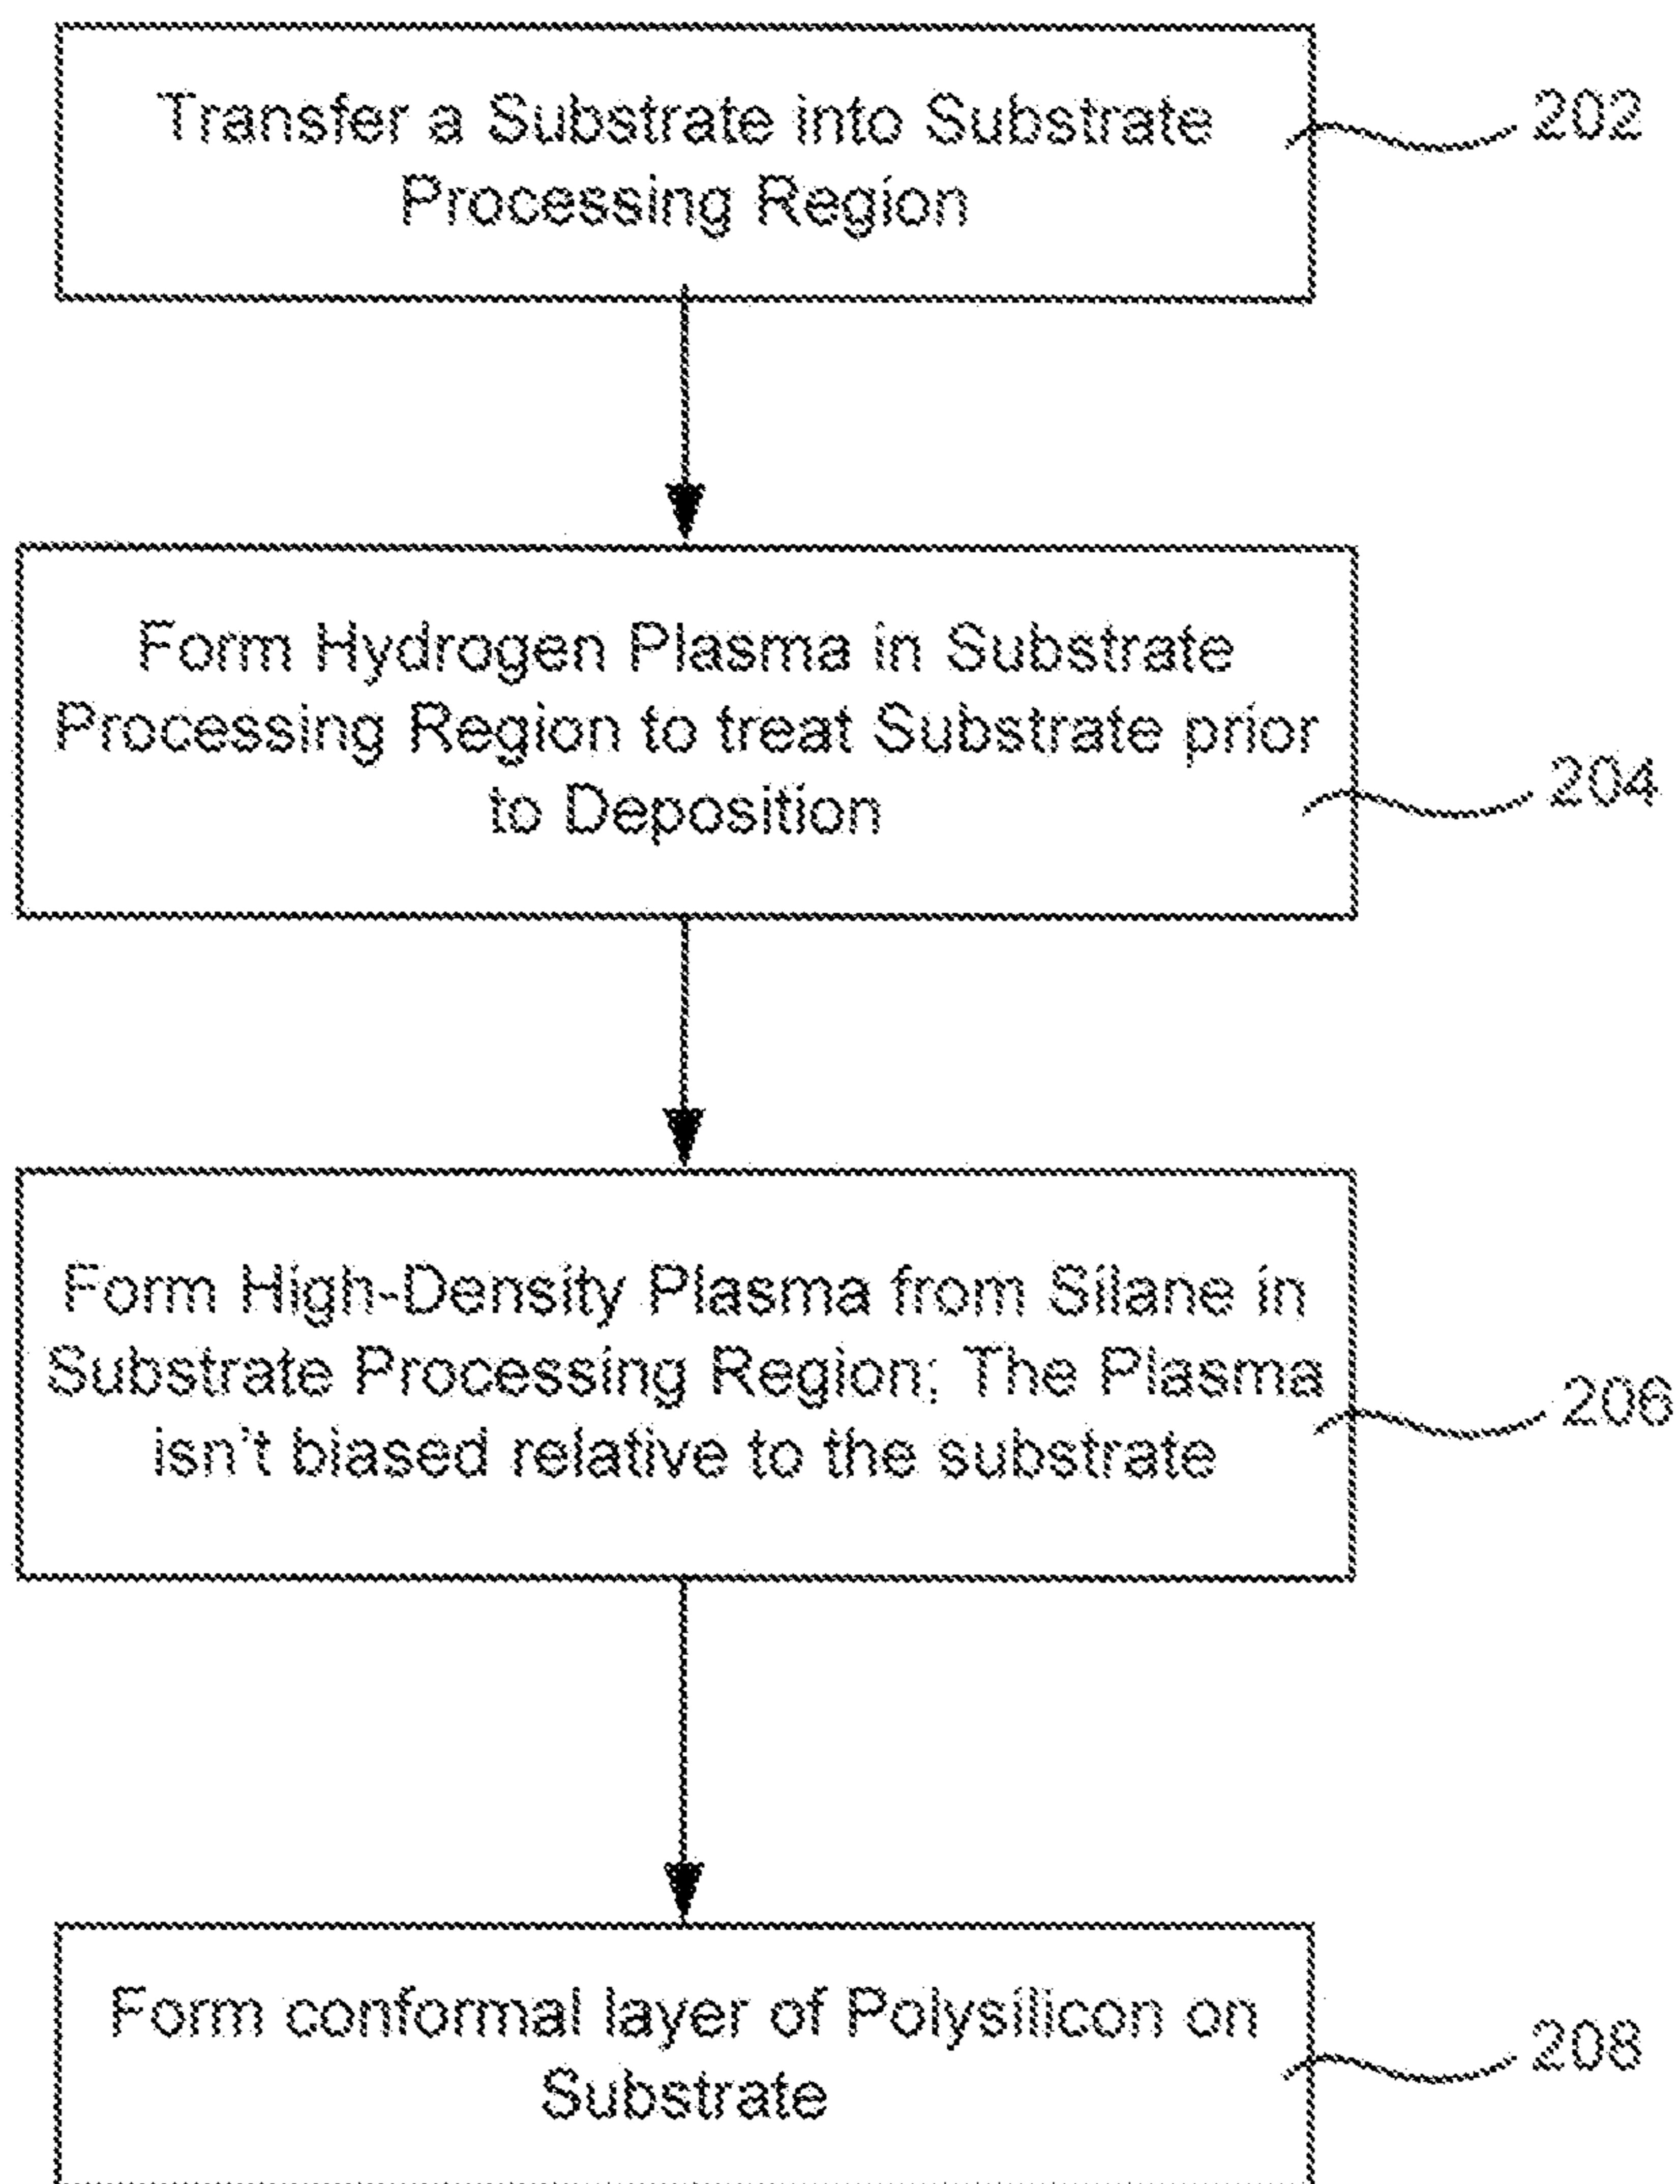 Transfer a Substrate into Substrate
Processing Region
202
Form Hydrogen Plasma in Substrate
Processing Region to treat Substrate prior
to Deposition
204
Form High-Density Plasma from Silane in
Substrate Processing Region; The Plasma
isn't biased relative to the substrate
206
Form conformal layer of Polysilicon on
Substrate
208